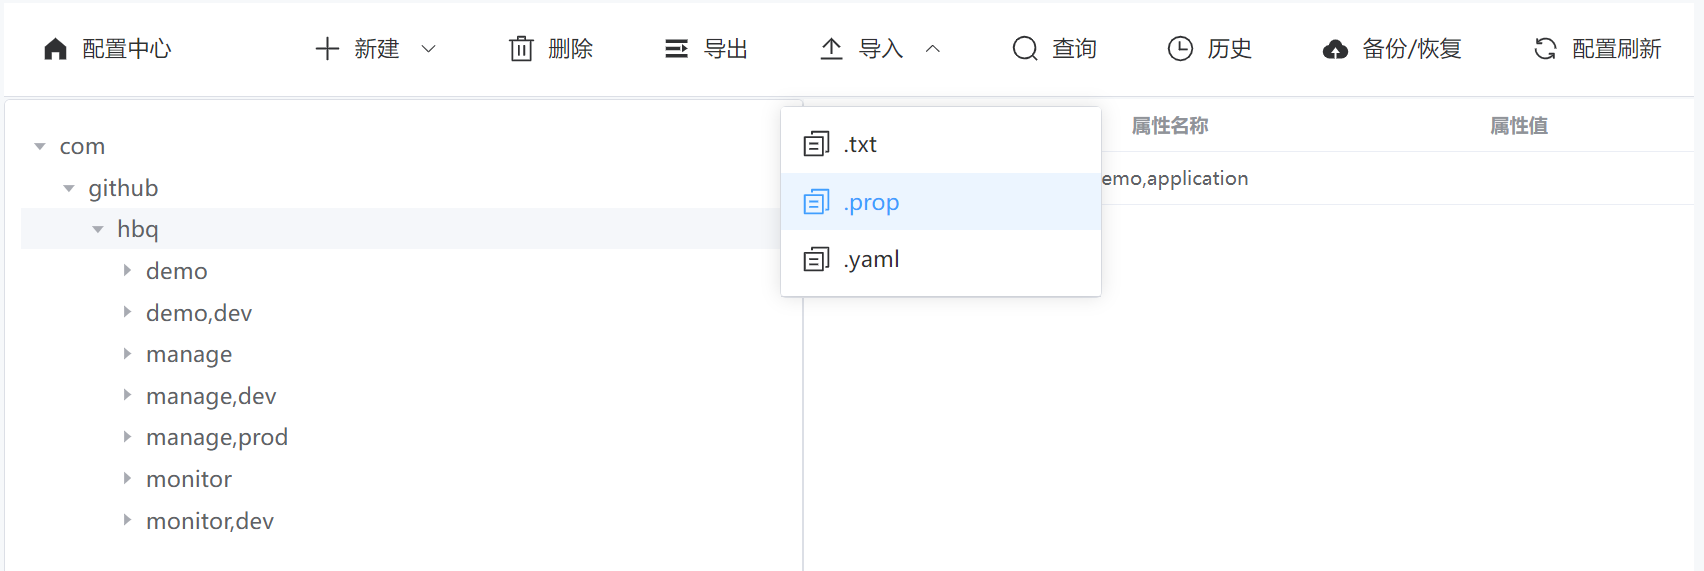 配置中心 新建 删除 导出 导入 查询 历史 备份/恢复 配置刷新
com
github
hbq
demo
demo,dev
manage
manage,dev
manage,prod
monitor
monitor,dev
.txt
.prop
.yaml
属性名称 属性值
emo,application